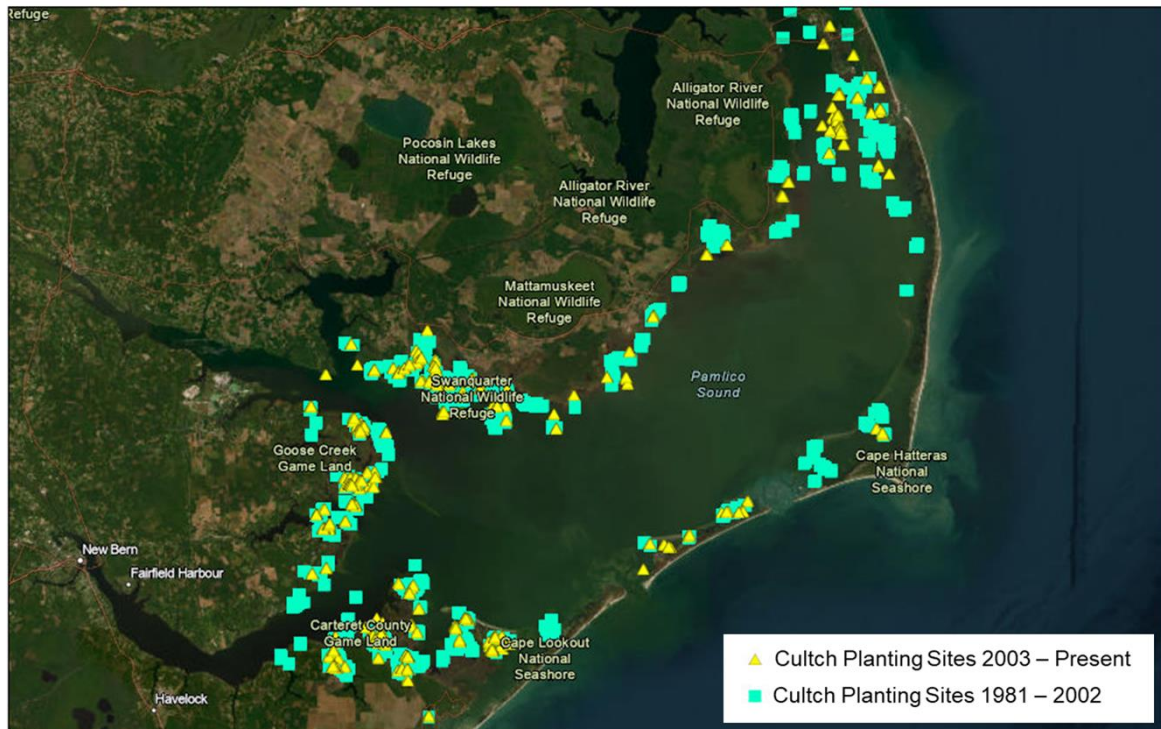 Refuge
Alligator River
National Wildlife
Refuge
Pocosin Lakes
National Wildlife
Refuge
Alligator River
National Wildlife
Refuge
Mattamuskeet
National Wildlife
Refuge
Pamlico
Sound
Swanquarter
National Wildlife
Refuge
Goose Creek
Game Land
Cape Hatteras
National
Seashore
New Bern
Fairfield Harbour
Carteret County
Game Land
Cape Lookout
National
Seashore
Havelock
Cultch Planting Sites 2003 – Present
Cultch Planting Sites 1981 – 2002